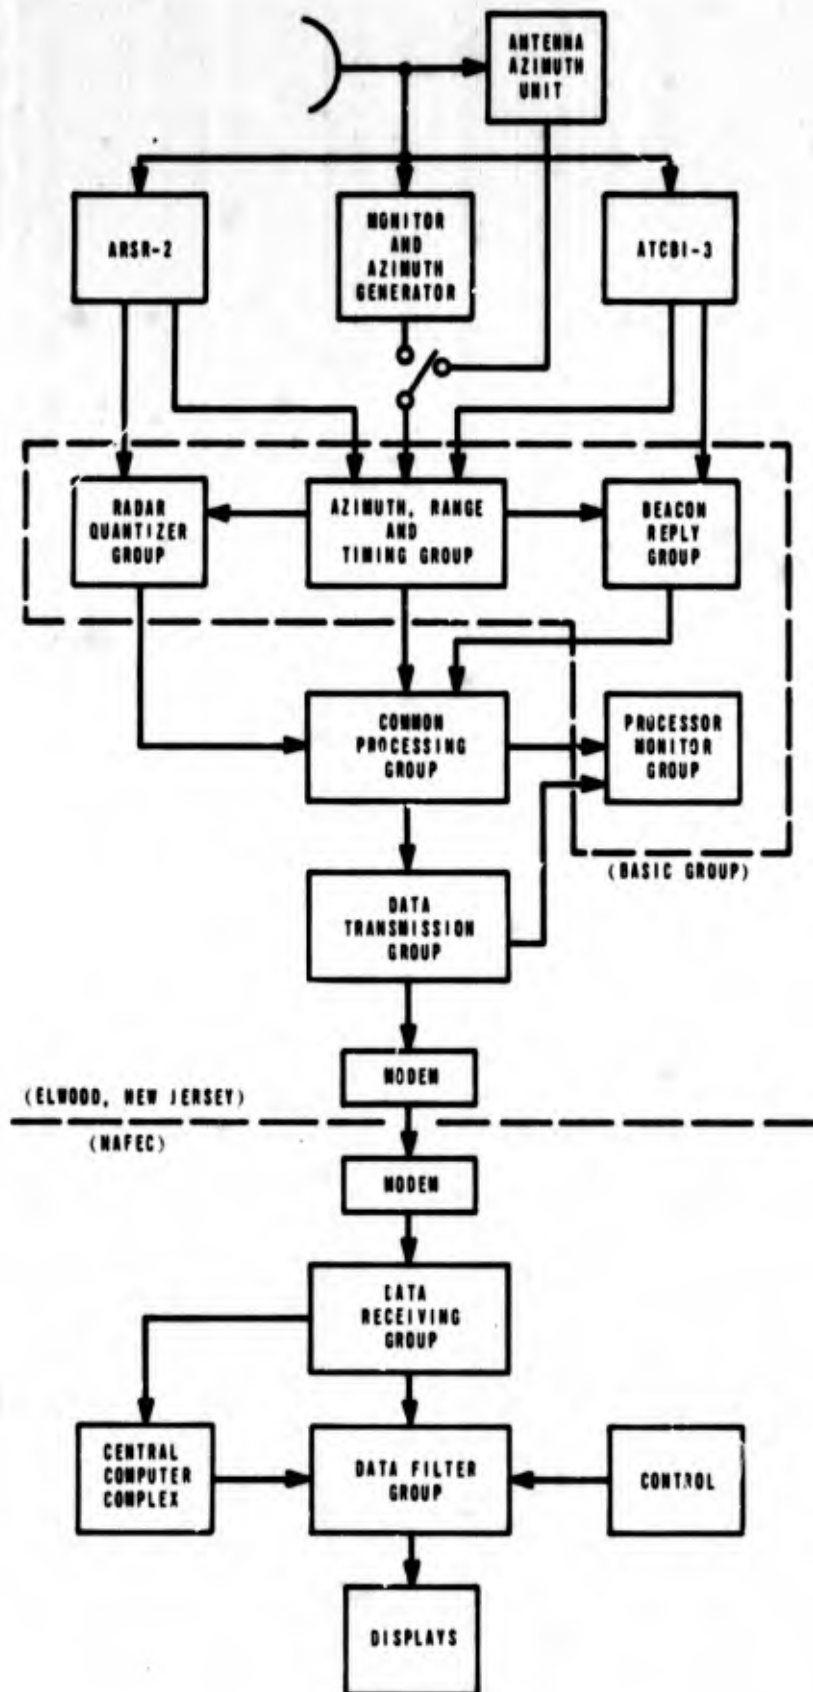 ANTENNA
AZIMUTH
UNIT
ARSR-2
MONITOR
AND
AZIMUTH
GENERATOR
ATCBI-3
RADAR
QUANTIZER
GROUP
AZIMUTH, RANGE
AND
TIMING GROUP
BEACON
REPLY
GROUP
COMMON
PROCESSING
GROUP
PROCESSOR
MONITOR
GROUP
(BASIC GROUP)
DATA
TRANSMISSION
GROUP
MODEM
(ELWOOD, NEW JERSEY)
(NAFEC)
MODEM
DATA
RECEIVING
GROUP
CENTRAL
COMPUTER
COMPLEX
DATA FILTER
GROUP
CONTROL
DISPLAYS